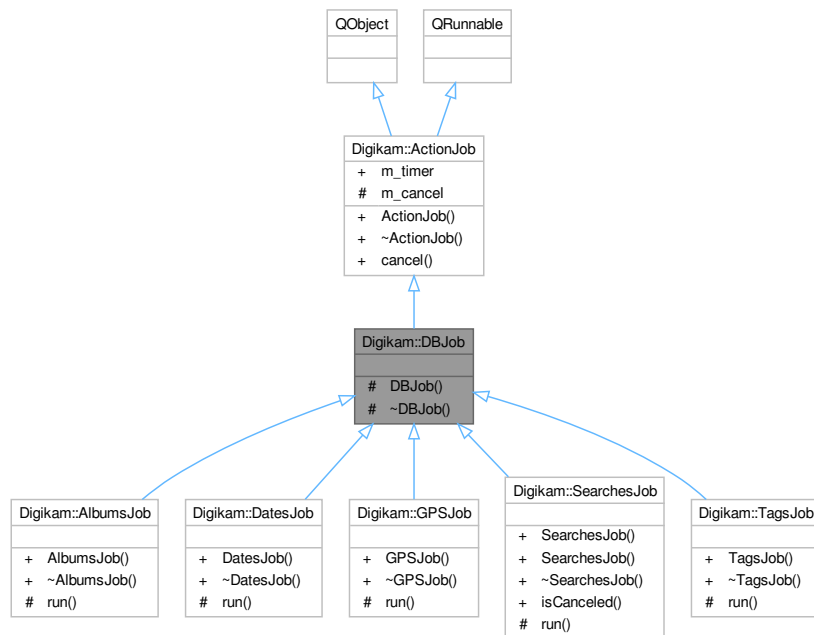 QObject
QRunnable
Digikam::ActionJob
+ m_timer
# m_cancel
+ ActionJob()
+ ~ActionJob()
+ cancel()
Digikam::DBJob
# DBJob()
# ~DBJob()
Digikam::AlbumsJob
+ AlbumsJob()
+ ~AlbumsJob()
# run()
Digikam::DatesJob
+ DatesJob()
+ ~DatesJob()
# run()
Digikam::GPSJob
+ GPSJob()
+ ~GPSJob()
# run()
Digikam::SearchesJob
+ SearchesJob()
+ SearchesJob()
+ ~SearchesJob()
+ isCanceled()
# run()
Digikam::TagsJob
+ TagsJob()
+ ~TagsJob()
# run()